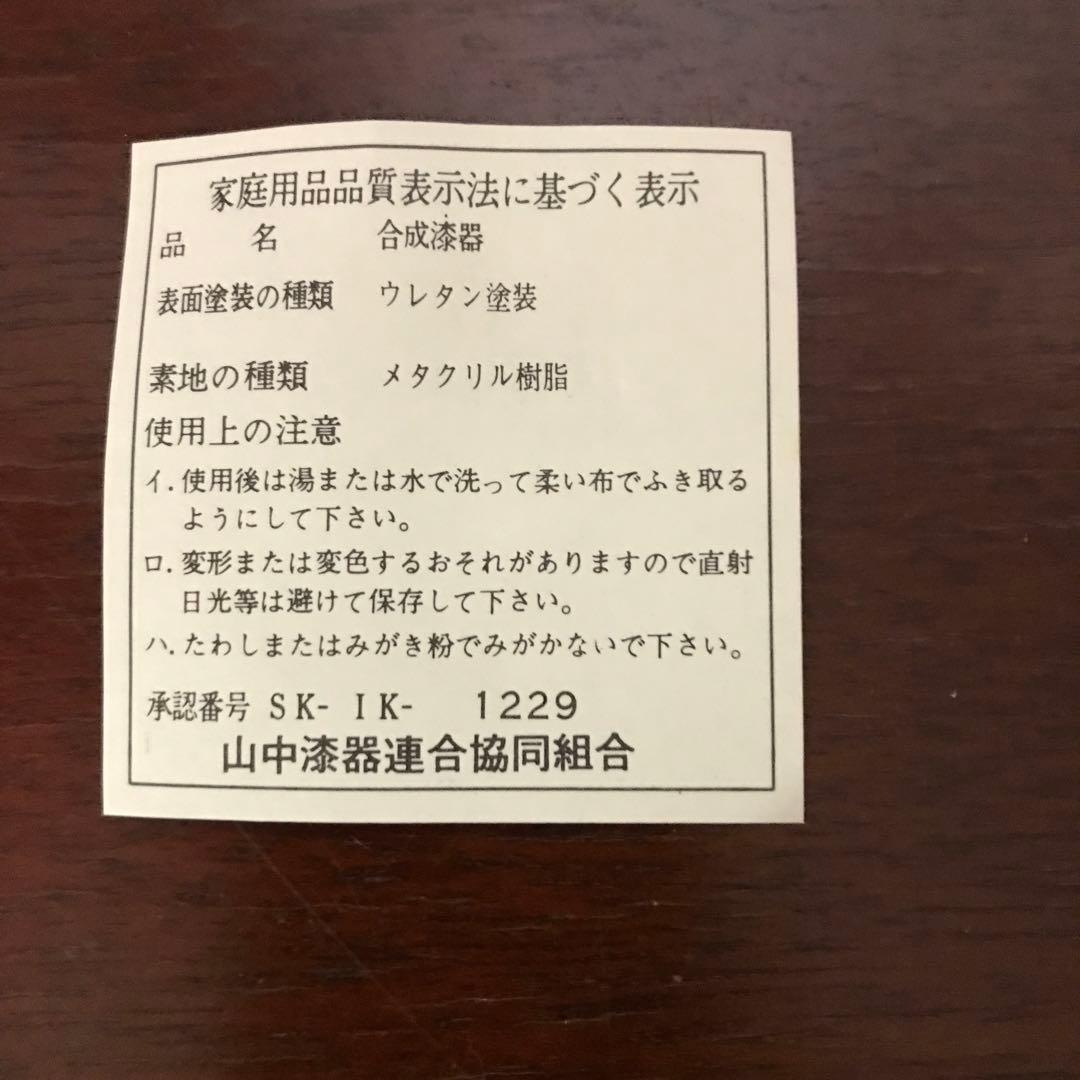 家庭用品品質表示法に基づく表示
品　名　合成漆器
表面塗装の種類　ウレタン塗装
素地の種類　メタクリル樹脂
使用上の注意
イ. 使用後は湯または水で洗って柔い布でふき取る
ようにして下さい。
ロ. 変形または変色するおそれがありますので直射
日光等は避けて保存して下さい。
ハ. たわしまたはみがき粉でみがかないで下さい。
承認番号 SK- IK- 1229
山中漆器連合協同組合